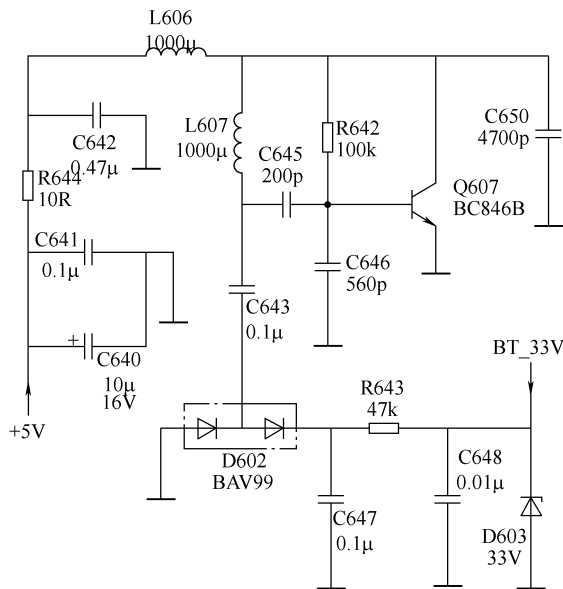 L606
1000µ
C642
0.47µ
L607
1000µ
C645
200p
R642
100k
C650
4700p
R644
10R
Q607
BC846B
C641
0.1µ
C646
560p
C643
0.1µ
C640
10µ
16V
+
+5V
BT_33V
R643
47k
D602
BAV99
C648
0.01µ
C647
0.1µ
D603
33V